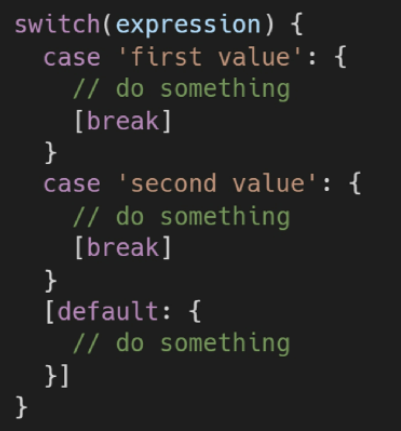 switch(expression) {
  case 'first value': {
    // do something
    [break]
  }
  case 'second value': {
    // do something
    [break]
  }
  [default: {
    // do something
  }]
}